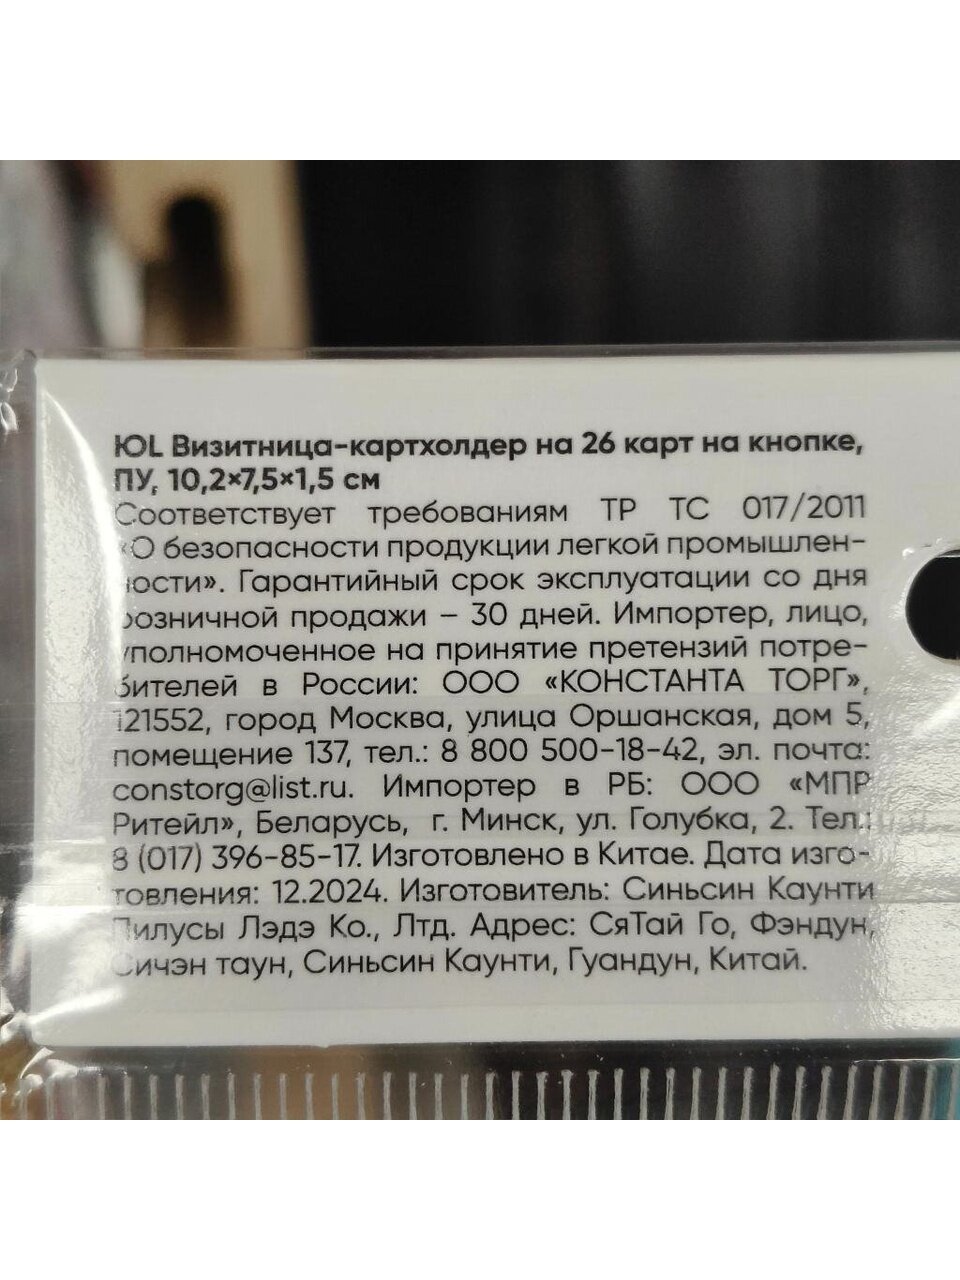 ЮL Визитница-картхолдер на 26 карт на кнопке,
ПУ, 10,2×7,5×1,5 см
Соответствует требованиям ТР ТС 017/2011
«О безопасности продукции легкой промышлен-
ности». Гарантийный срок эксплуатации со дня
розничной продажи – 30 дней. Импортер, лицо,
уполномоченное на принятие претензий потре-
бителей в России: ООО «КОНСТАНТА ТОРГ»,
121552, город Москва, улица Оршанская, дом 5,
помещение 137, тел.: 8 800 500-18-42, эл. почта:
constorg@list.ru. Импортер в РБ: ООО «МПР
Ритейл», Беларусь, г. Минск, ул. Голубка, 2. Тел.:
8 (017) 396-85-17. Изготовлено в Китае. Дата изго-
товления: 12.2024. Изготовитель: Синьсин Каунти
Лилусы Лэдэ Ко., Лтд. Адрес: СяТай Го, Фэндун,
Сичэн таун, Синьсин Каунти, Гуандун, Китай.